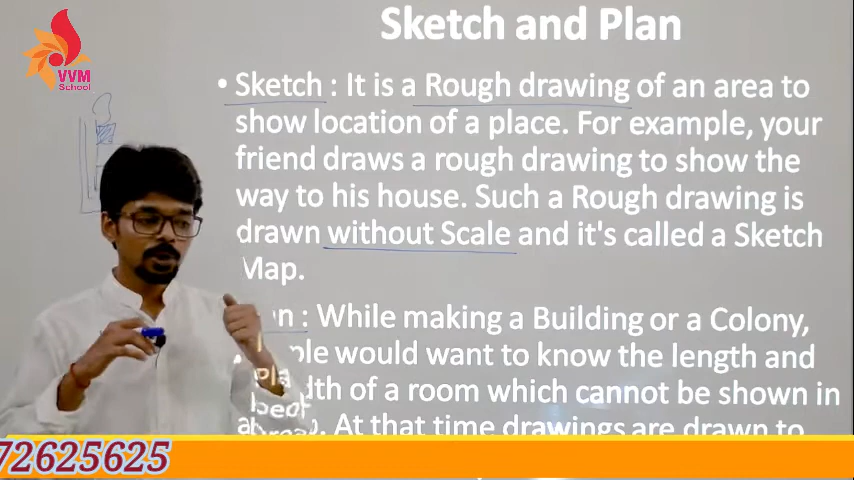 VVM
School
Sketch and Plan
• Sketch : It is a Rough drawing of an area to
show location of a place. For example, your
friend draws a rough drawing to show the
way to his house. Such a Rough drawing is
drawn without Scale and it's called a Sketch
Map.
: While making a Building or a Colony,
would want to know the length and
of a room which cannot be shown in
At that time drawings are drawn to
72625625